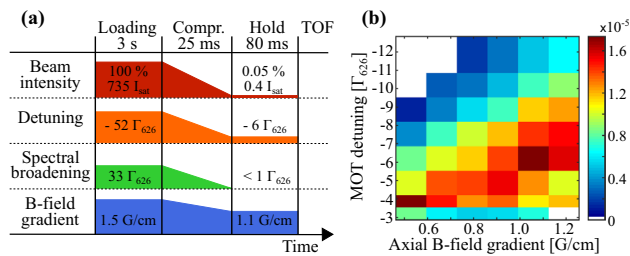 (a)
Loading Compr. Hold TOF
3 s 25 ms 80 ms
Beam intensity
100 % 0.05 %
735 I_sat 0.4 I_sat
Detuning
- 52 Γ_626 - 6 Γ_626
Spectral broadening
33 Γ_626 < 1 Γ_626
B-field gradient
1.5 G/cm 1.1 G/cm
Time
(b)
MOT detuning [Γ_626]
-12
-11
-10
-9
-8
-7
-6
-5
-4
-3
0.6 0.8 1.0 1.2
Axial B-field gradient [G/cm]
x10^-5
1.6
1.2
0.8
0.4
0